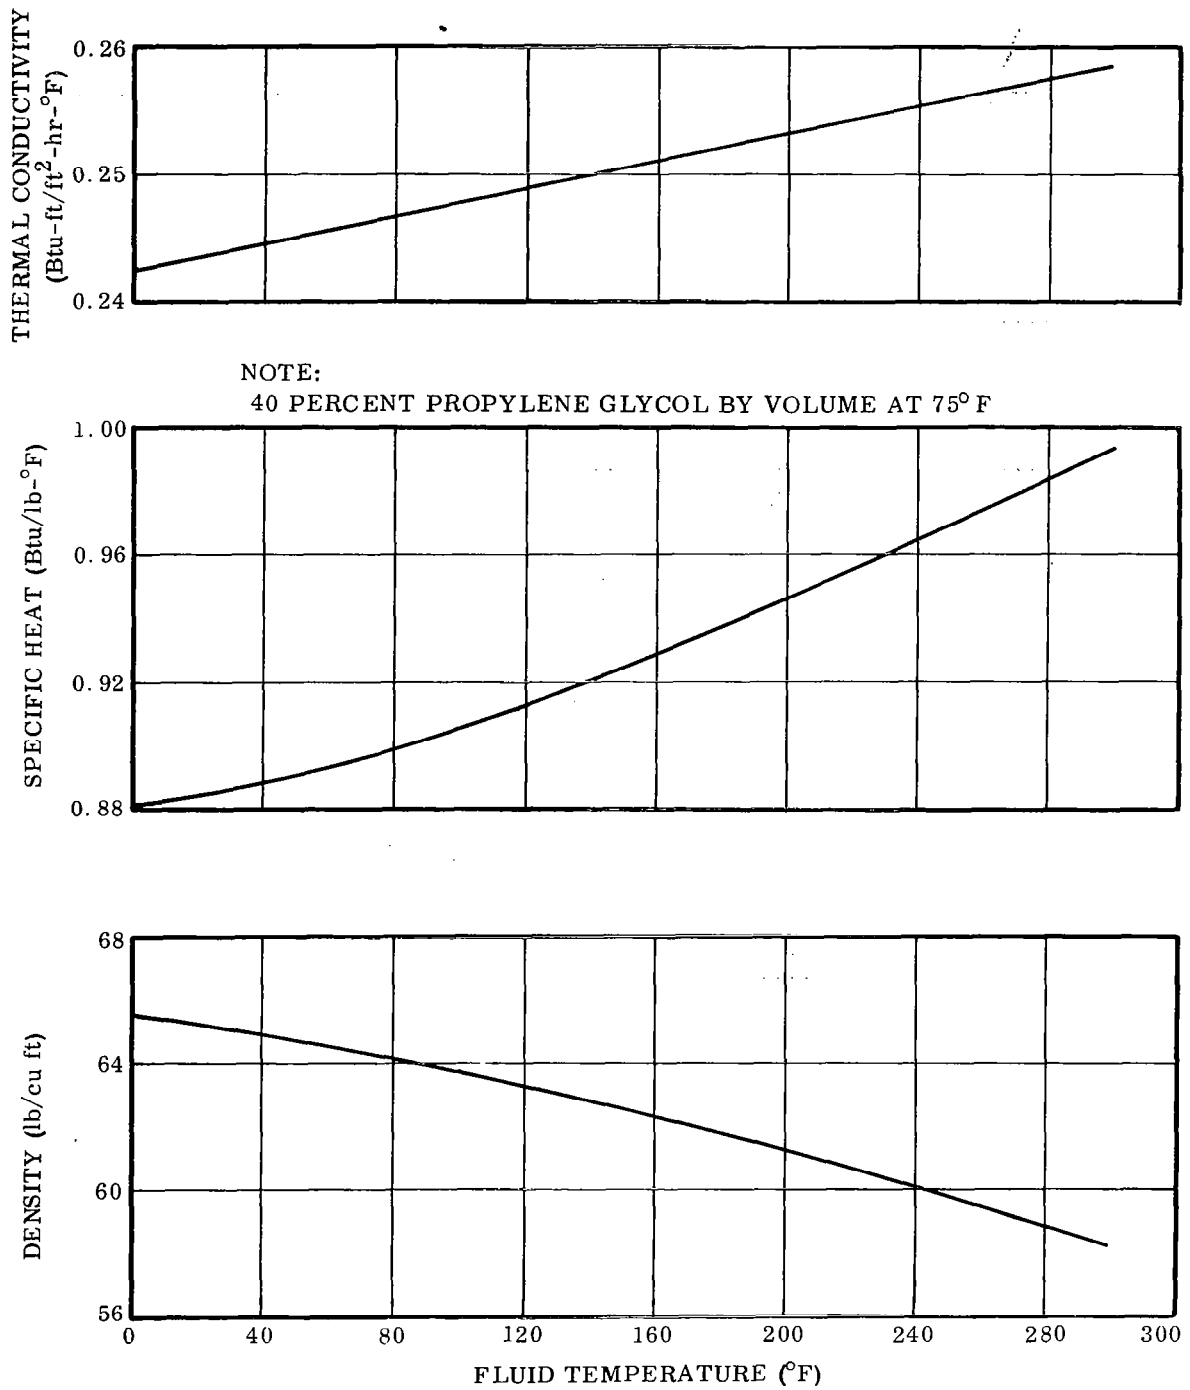 THERMAL CONDUCTIVITY
(Btu-ft/ft²-hr-°F)
0.26
0.25
0.24
NOTE:
40 PERCENT PROPYLENE GLYCOL BY VOLUME AT 75° F
SPECIFIC HEAT (Btu/lb-°F)
1.00
0.96
0.92
0.88
DENSITY (lb/cu ft)
68
64
60
56
0 40 80 120 160 200 240 280 300
FLUID TEMPERATURE (°F)